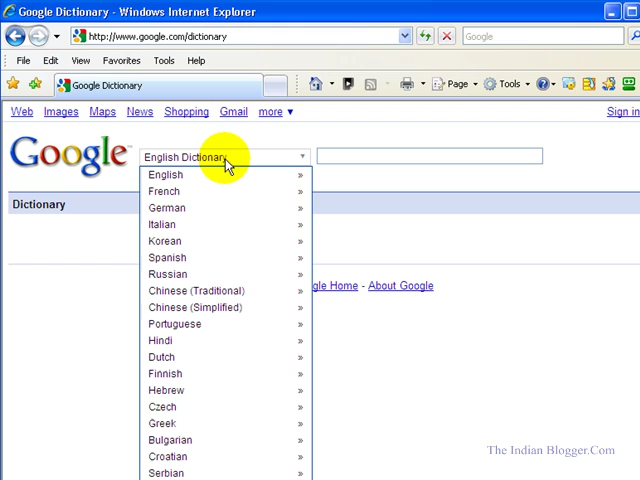 Google Dictionary - Windows Internet Explorer
http://www.google.com/dictionary
Google
File Edit View Favorites Tools Help
Google Dictionary
Page Tools
Web Images Maps News Shopping Gmail more Sign in
Google
English Dictionary
English »
French »
Dictionary
German »
Italian »
Korean »
Spanish »
Russian »
gle Home - About Google
Chinese (Traditional) »
Chinese (Simplified) »
Portuguese »
Hindi »
Dutch »
Finnish »
Hebrew »
Czech »
Greek »
Bulgarian »
Croatian »
Serbian »
The Indian Blogger.Com